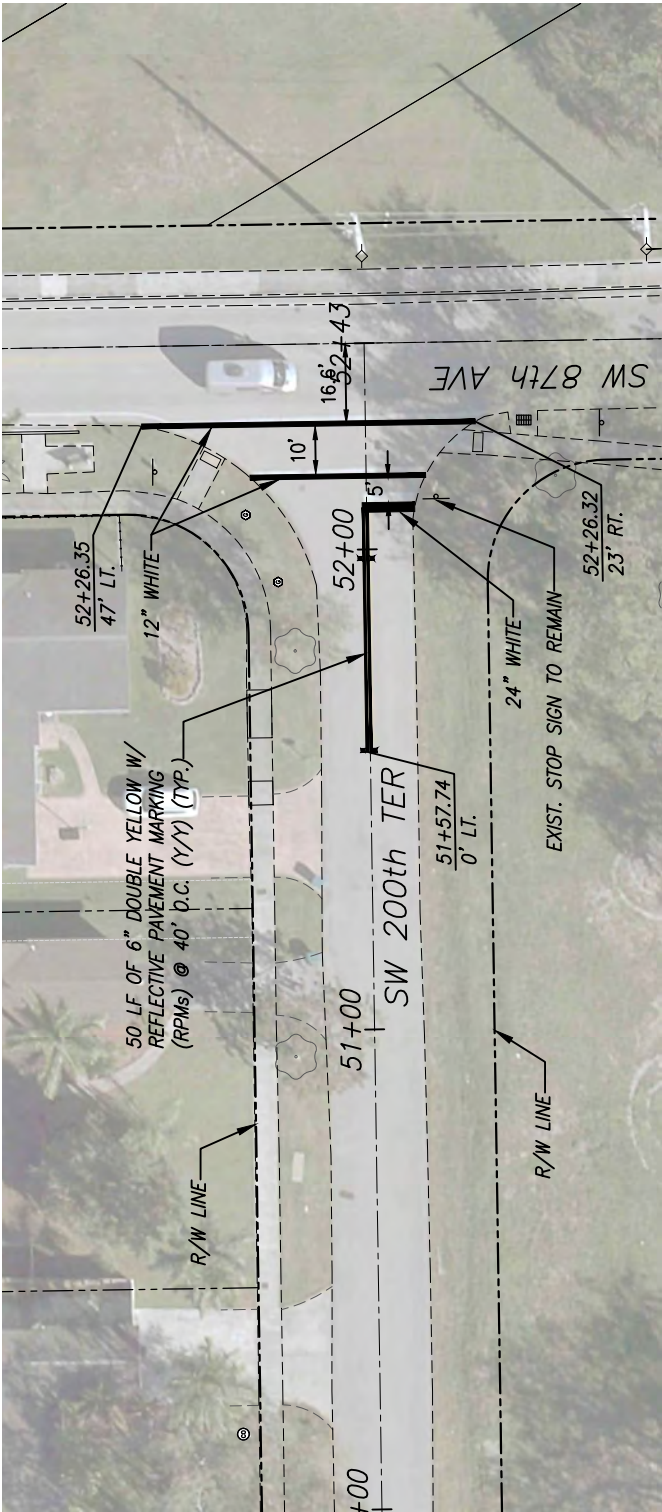 52+26.35
47' LT.
12" WHITE
50 LF OF 6" DOUBLE YELLOW W/
REFLECTIVE PAVEMENT MARKING
(RPMs) @ 40' O.C. (Y/Y) (TYP.)
R/W LINE
16.6'
52+43
10'
5'
52+00
51+00
+00
SW 200th TER
SW 87th AVE
51+57.74
0' LT.
24" WHITE
EXIST. STOP SIGN TO REMAIN
52+26.32
23' RT.
R/W LINE